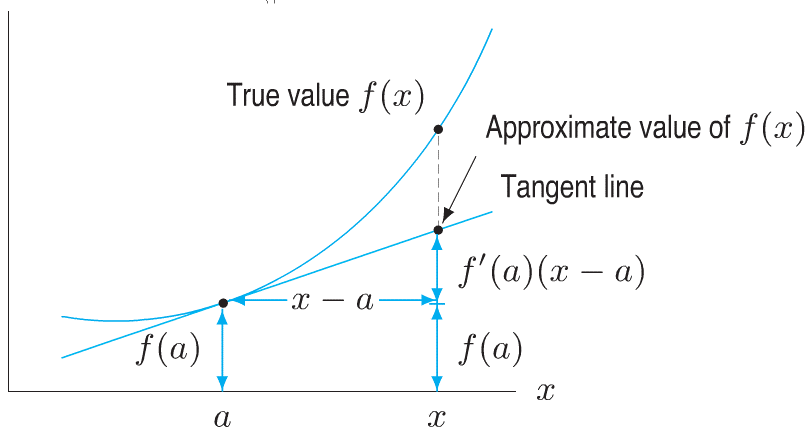 True value f(x)
Approximate value of f(x)
Tangent line
f′(a)(x − a)
x − a
f(a)
f(a)
x
a
x